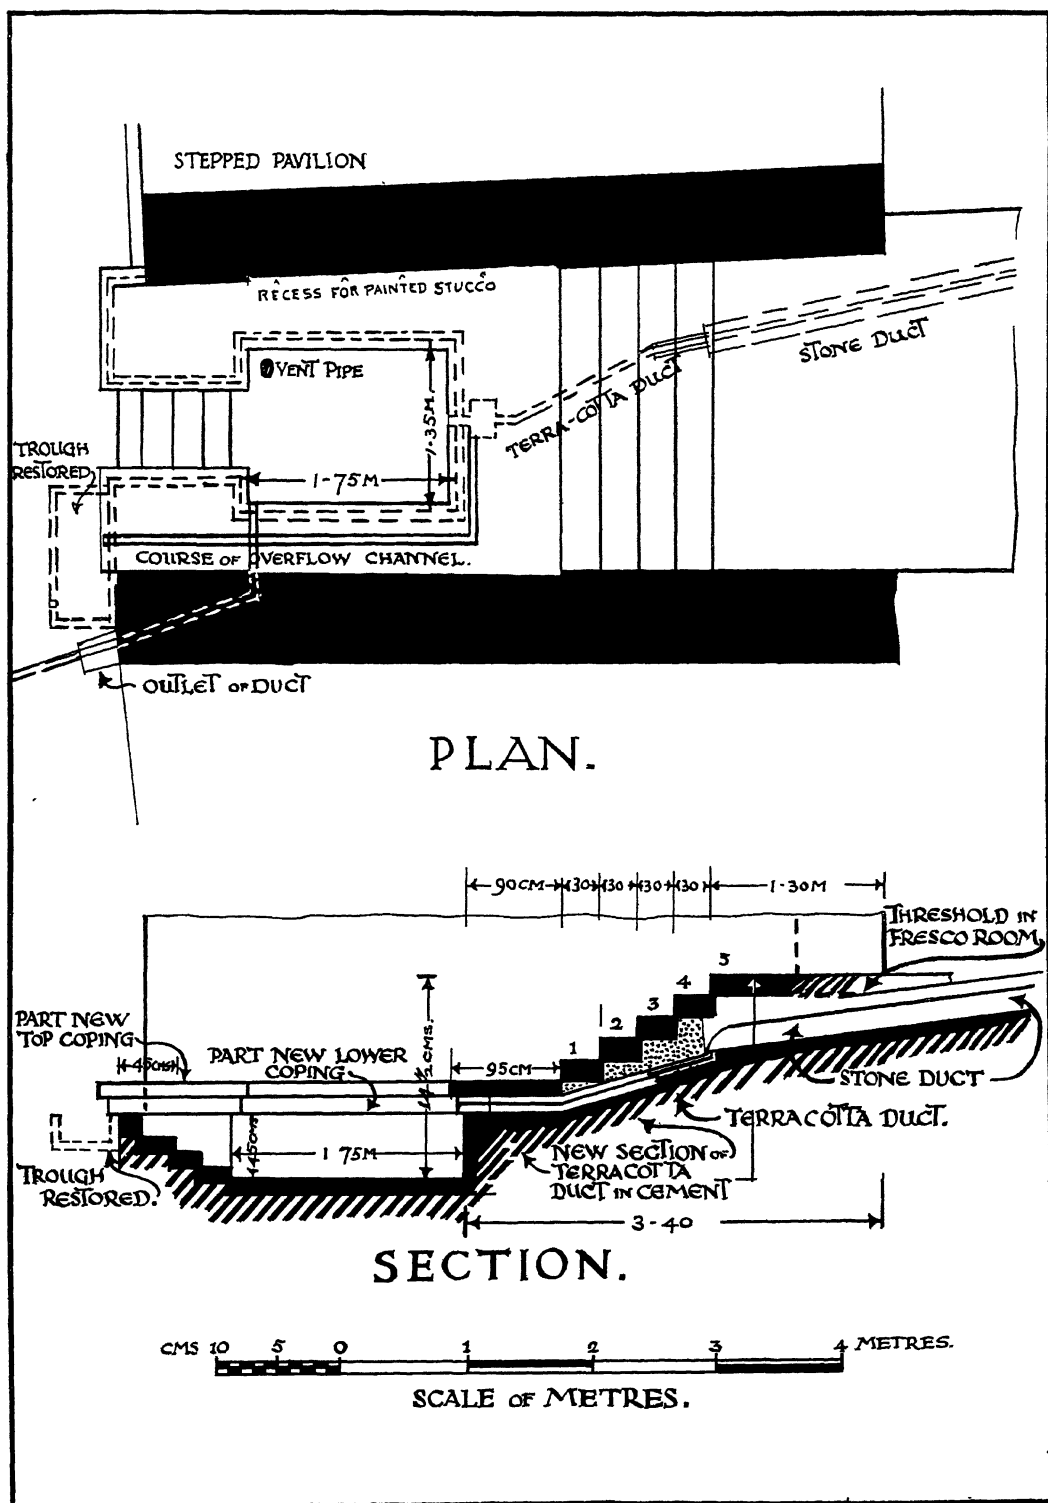 STEPPED PAVILION
RECESS FOR PAINTED STUCCO
VENT PIPE
1-35M.
STONE DUCT
TERRA-COTTA DUCT
TROUGH
RESTORED
1-75M
COURSE OF OVERFLOW CHANNEL.
OUTLET OF DUCT
PLAN.
90CM 30 30 30 30 1-30M
THRESHOLD IN
FRESCO ROOM
5
4
3
2
1
PART NEW
TOP COPING
45cms
PART NEW LOWER
COPING
95CM
STONE DUCT
TERRACOTTA DUCT.
45cms
1 75M
NEW SECTION OF
TERRACOTTA
DUCT IN CEMENT
TROUGH
RESTORED.
3-40
SECTION.
CMS 10 5 0 1 2 3 4 METRES.
SCALE OF METRES.